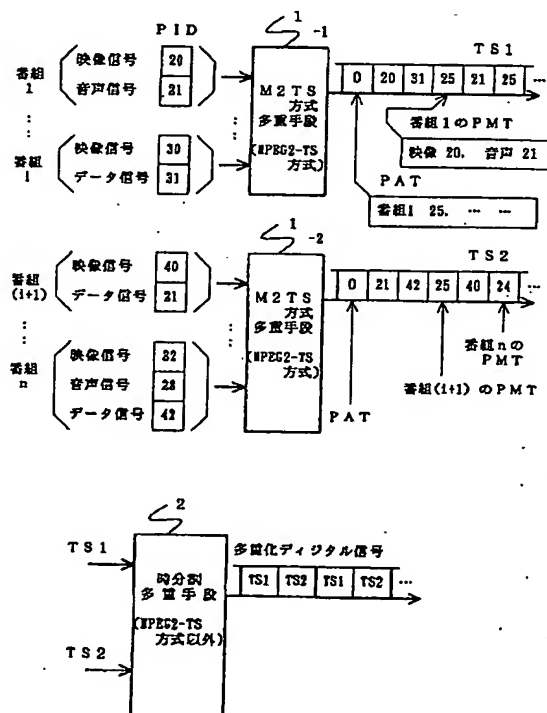 PID
1
-1
TS1
番組
1
映像信号
20
音声信号
21
M2TS
方式
多重手段
(MPEG2-TS
方式)
0 20 31 25 21 25 …
番組1のPMT
映像 20. 音声 21
PAT
番組1 25. … …
番組
i
映像信号
30
データ信号
31
1
-2
TS2
番組
(i+1)
映像信号
40
データ信号
21
M2TS
方式
多重手段
(MPEG2-TS
方式)
0 21 42 25 40 24 …
番組nの
PMT
番組(i+1)のPMT
PAT
番組
n
映像信号
32
音声信号
28
データ信号
42
2
TS1
TS2
時分割
多重手段
(MPEG2-TS
方式以外)
多重化ディジタル信号
TS1 TS2 TS1 TS2 …